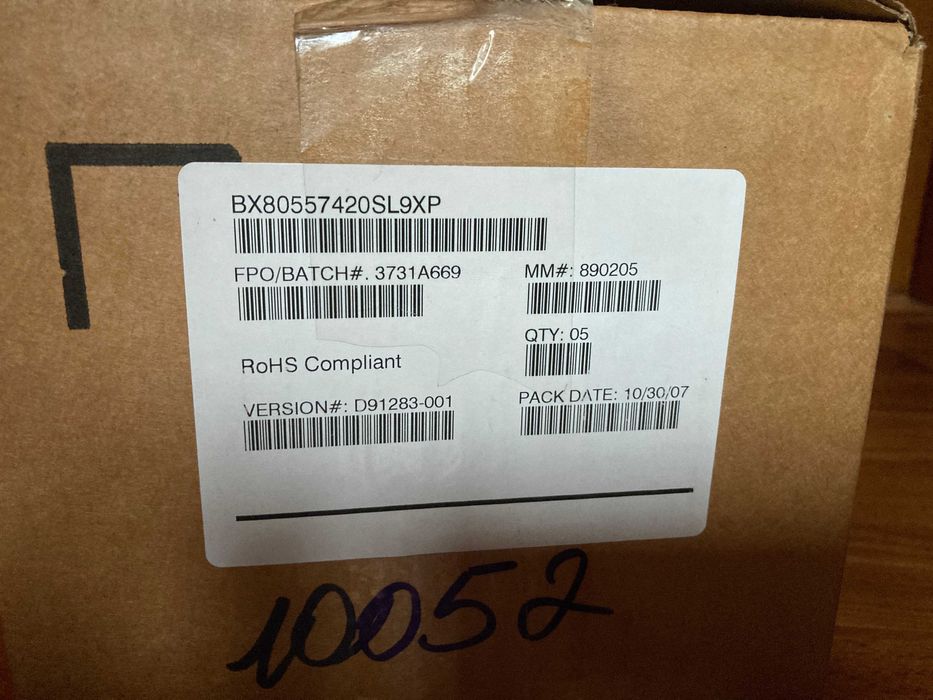 BX80557420SL9XP
FPO/BATCH#. 3731A669
MM#: 890205
QTY: 05
RoHS Compliant
VERSION#: D91283-001
PACK DATE: 10/30/07
10052